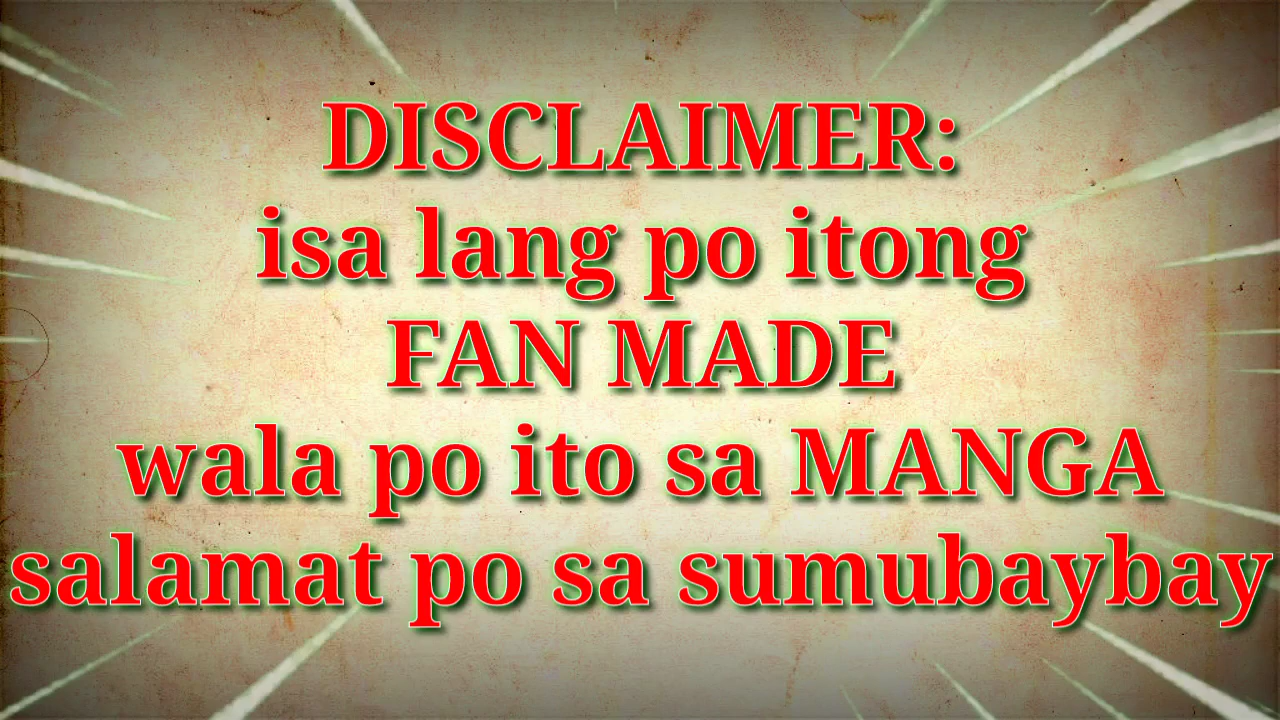 DISCLAIMER:
isa lang po itong
FAN MADE
wala po ito sa MANGA
salamat po sa sumubaybay